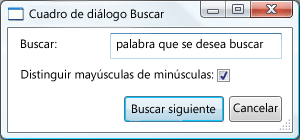 Cuadro de diálogo Buscar
Buscar: palabra que se desea buscar
Distinguir mayúsculas de minúsculas:
Buscar siguiente Cancelar